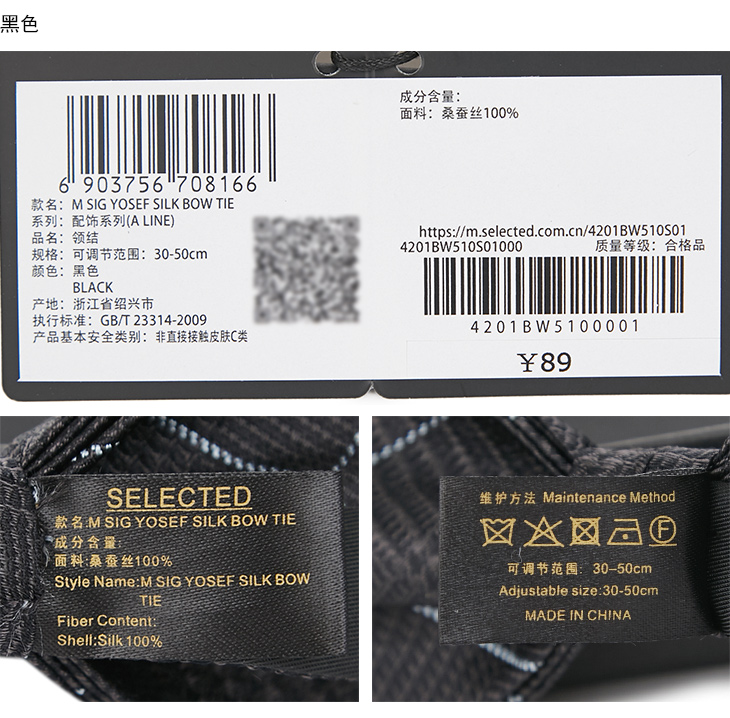 黑色
6 903756 708166
款名: M SIG YOSEF SILK BOW TIE
系列: 配饰系列(A LINE)
品名: 领结
规格: 可调节范围: 30-50cm
颜色: 黑色
BLACK
产地: 浙江省绍兴市
执行标准: GB/T 23314-2009
产品基本安全类别: 非直接接触皮肤C类
成分含量:
面料: 桑蚕丝100%
https://m.selected.com.cn/4201BW510S01
4201BW510S01000 质量等级: 合格品
4201BW5100001
￥89
SELECTED
款名:M SIG YOSEF SILK BOW TIE
成分含量:
面料:桑蚕丝100%
Style Name:M SIG YOSEF SILK BOW
TIE
Fiber Content:
Shell:Silk 100%
维护方法 Maintenance Method
F
可调节范围: 30-50cm
Adjustable size:30-50cm
MADE IN CHINA